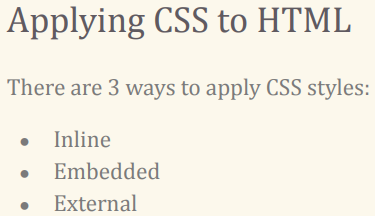 Applying CSS to HTML
There are 3 ways to apply CSS styles:
• Inline
• Embedded
• External